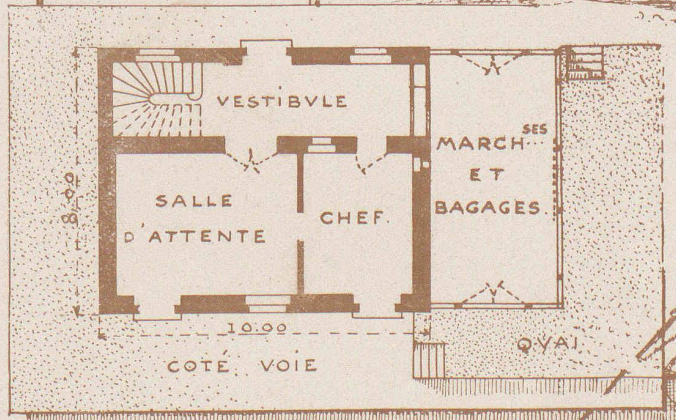 VESTIBVLE
MARCH SES
ET
BAGAGES.
SALLE
D'ATTENTE
CHEF.
8.00
10.00
QVAI
COTÉ VOIE